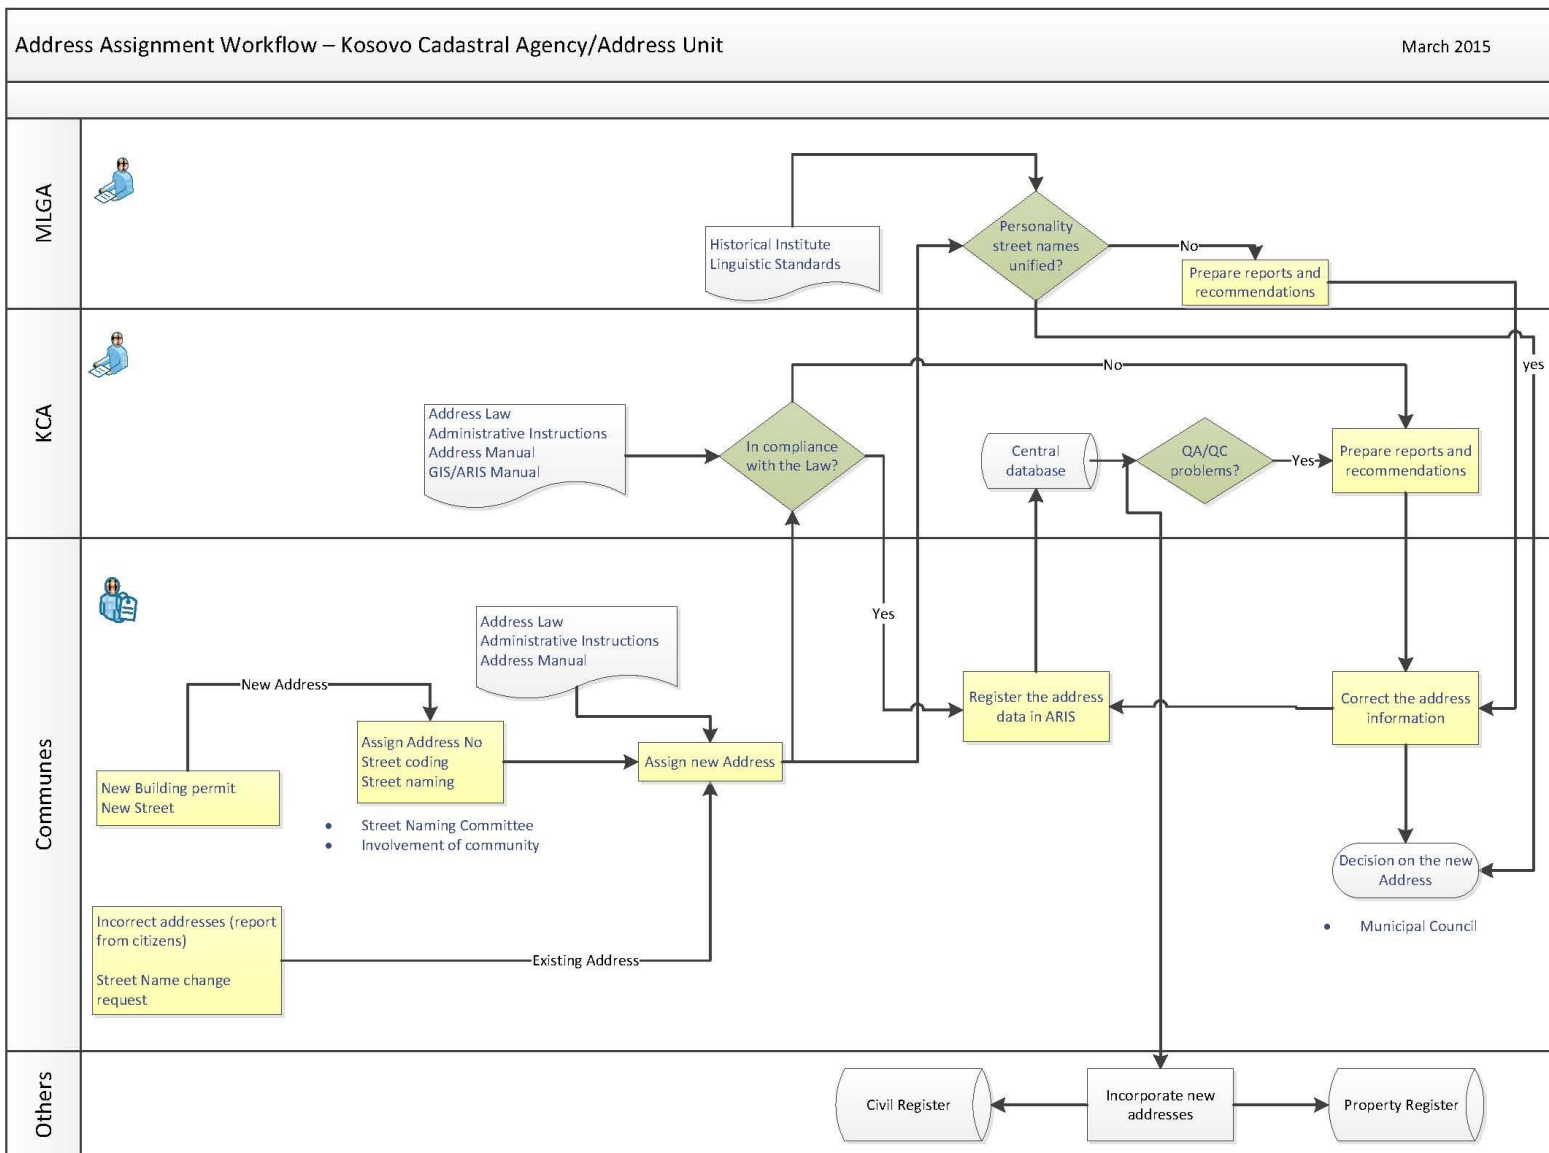 Address Assignment Workflow – Kosovo Cadastral Agency/Address Unit
March 2015
MLGA
Historical Institute
Linguistic Standards
Personality
street names
unified?
No
Prepare reports and
recommendations
KCA
Address Law
Administrative Instructions
Address Manual
GIS/ARIS Manual
In compliance
with the Law?
No
yes
Central
database
QA/QC
problems?
Yes
Prepare reports and
recommendations
Communes
Yes
Address Law
Administrative Instructions
Address Manual
New Address
New Building permit
New Street
Assign Address No
Street coding
Street naming
Street Naming Committee
Involvement of community
Assign new Address
Register the address
data in ARIS
Correct the address
information
Decision on the new
Address
Municipal Council
Incorrect addresses (report
from citizens)
Street Name change
request
Existing Address
Others
Civil Register
Incorporate new
addresses
Property Register